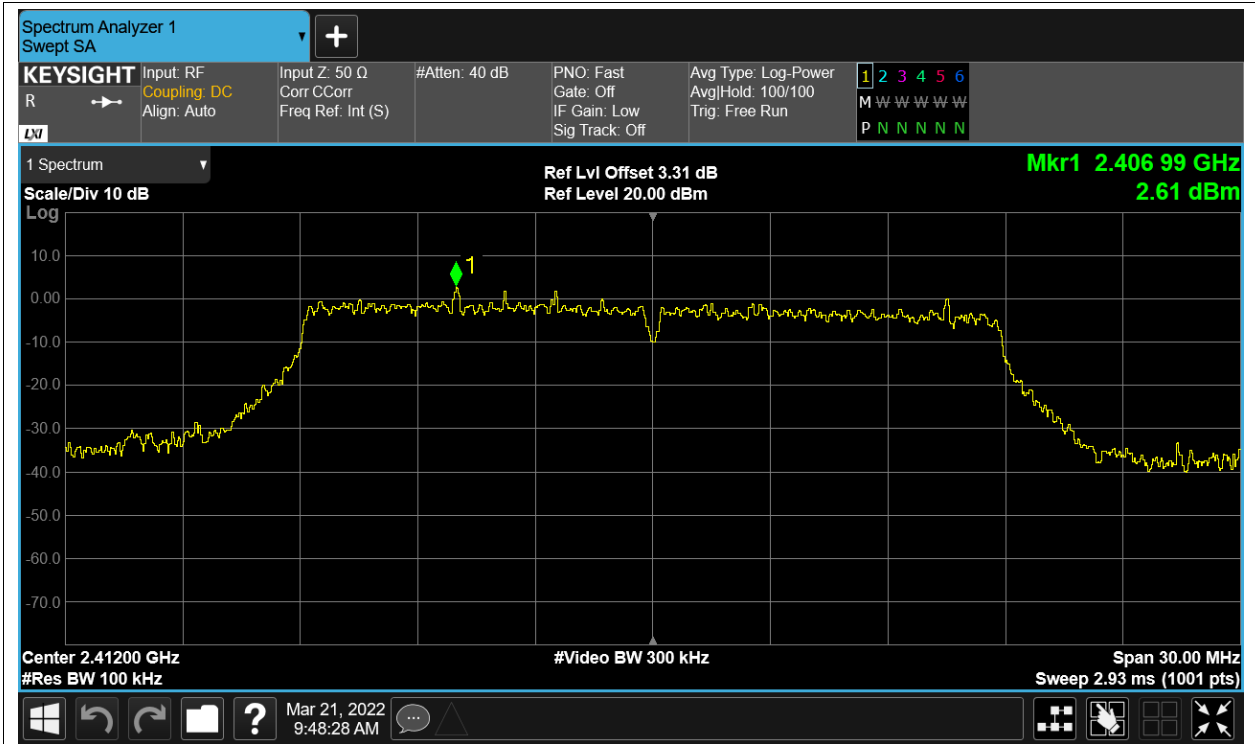 Spectrum Analyzer 1
Swept SA
KEYSIGHT
R
LXI
Input: RF
Coupling: DC
Align: Auto
Input Z: 50 Ω
Corr CCorr
Freq Ref: Int (S)
#Atten: 40 dB
PNO: Fast
Gate: Off
IF Gain: Low
Sig Track: Off
Avg Type: Log-Power
Avg|Hold: 100/100
Trig: Free Run
1 2 3 4 5 6
M W W W W W W
P N N N N N N
1 Spectrum
Scale/Div 10 dB
Log
Ref Lvl Offset 3.31 dB
Ref Level 20.00 dBm
Mkr1 2.406 99 GHz
2.61 dBm
1
10.0
0.00
-10.0
-20.0
-30.0
-40.0
-50.0
-60.0
-70.0
Center 2.41200 GHz
#Res BW 100 kHz
#Video BW 300 kHz
Span 30.00 MHz
Sweep 2.93 ms (1001 pts)
?
Mar 21, 2022
9:48:28 AM